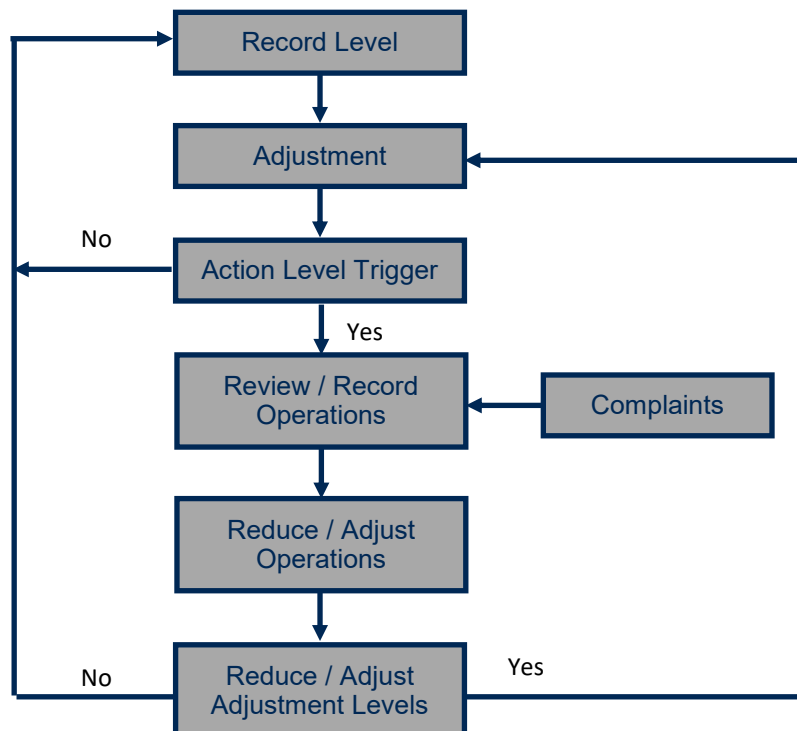 Record Level
Adjustment
No
Action Level Trigger
Yes
Review / Record
Operations
Complaints
Reduce / Adjust
Operations
No
Reduce / Adjust
Adjustment Levels
Yes